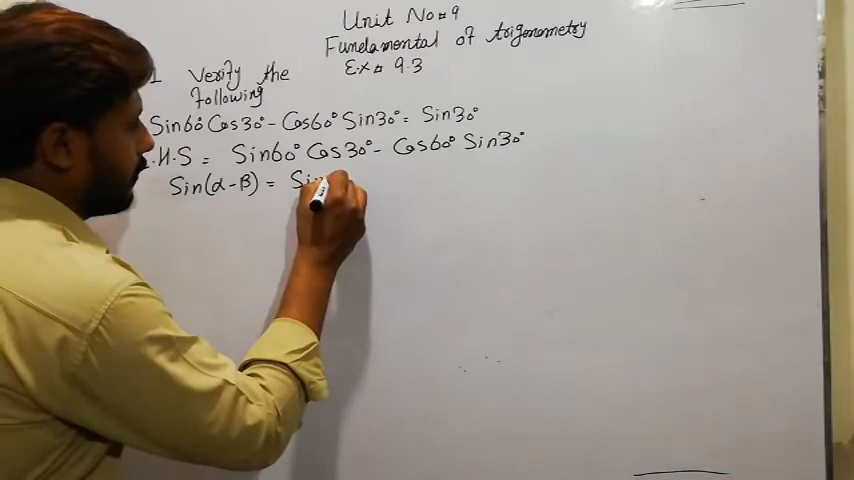 Unit No # 9
Fundamental of trigonometry
Ex # 9.3
1 Verify the
following
Sin60° Cos30° - Cos60° Sin30° = Sin30°
.H.S = Sin60° Cos30° - Cos60° Sin30°
Sin(α-β) = Sin